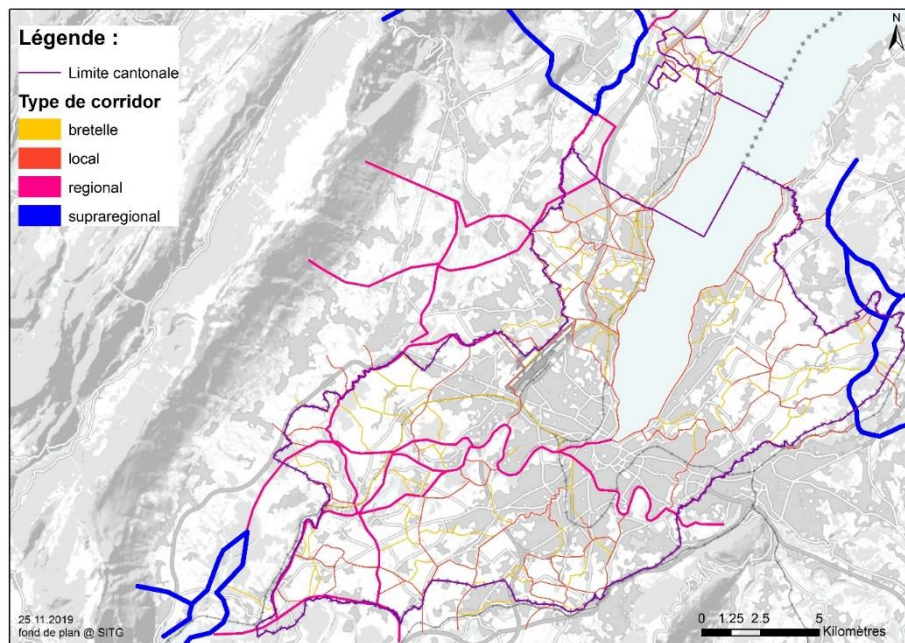 Légende :
Limite cantonale
Type de corridor
bretelle
local
regional
supraregional
N
25.11.2019
fond de plan @ SITG
0 1.25 2.5 5
Kilomètres